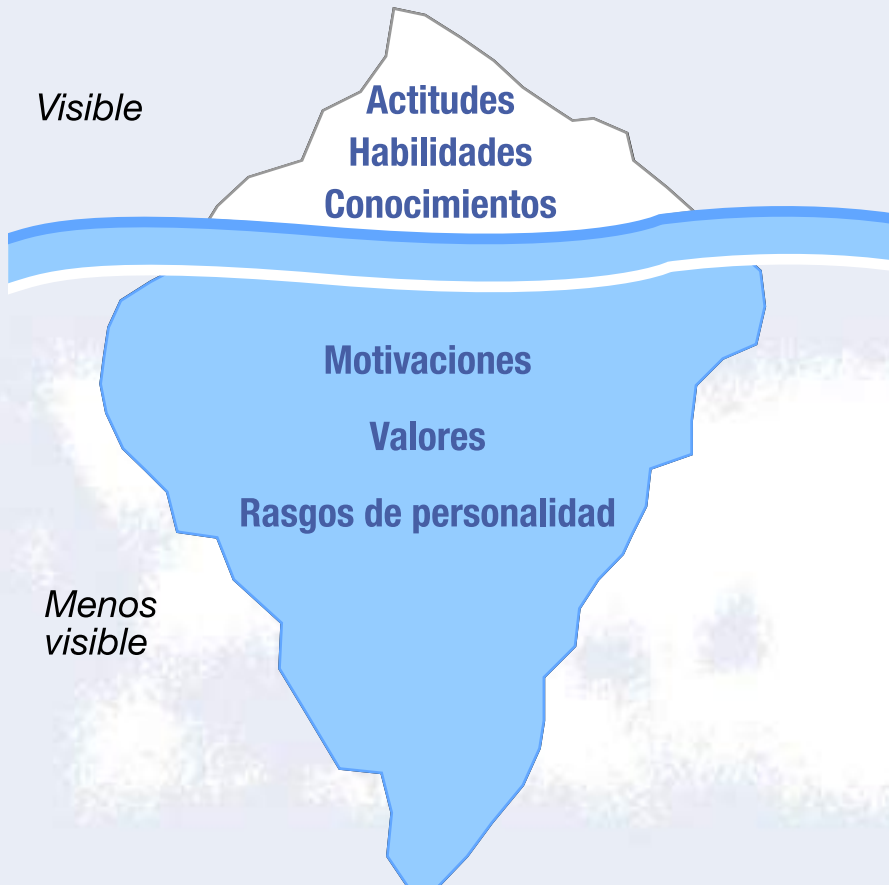 Visible
Actitudes
Habilidades
Conocimientos
Motivaciones
Valores
Rasgos de personalidad
Menos
visible